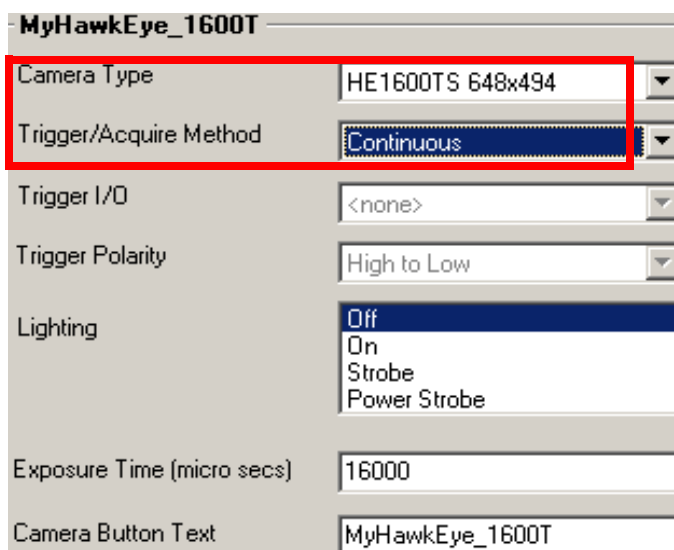 MyHawkEye_1600T
Camera Type HE1600TS 648x494
Trigger/Acquire Method Continuous
Trigger I/O <none>
Trigger Polarity High to Low
Lighting Off
On
Strobe
Power Strobe
Exposure Time (micro secs) 16000
Camera Button Text MyHawkEye_1600T